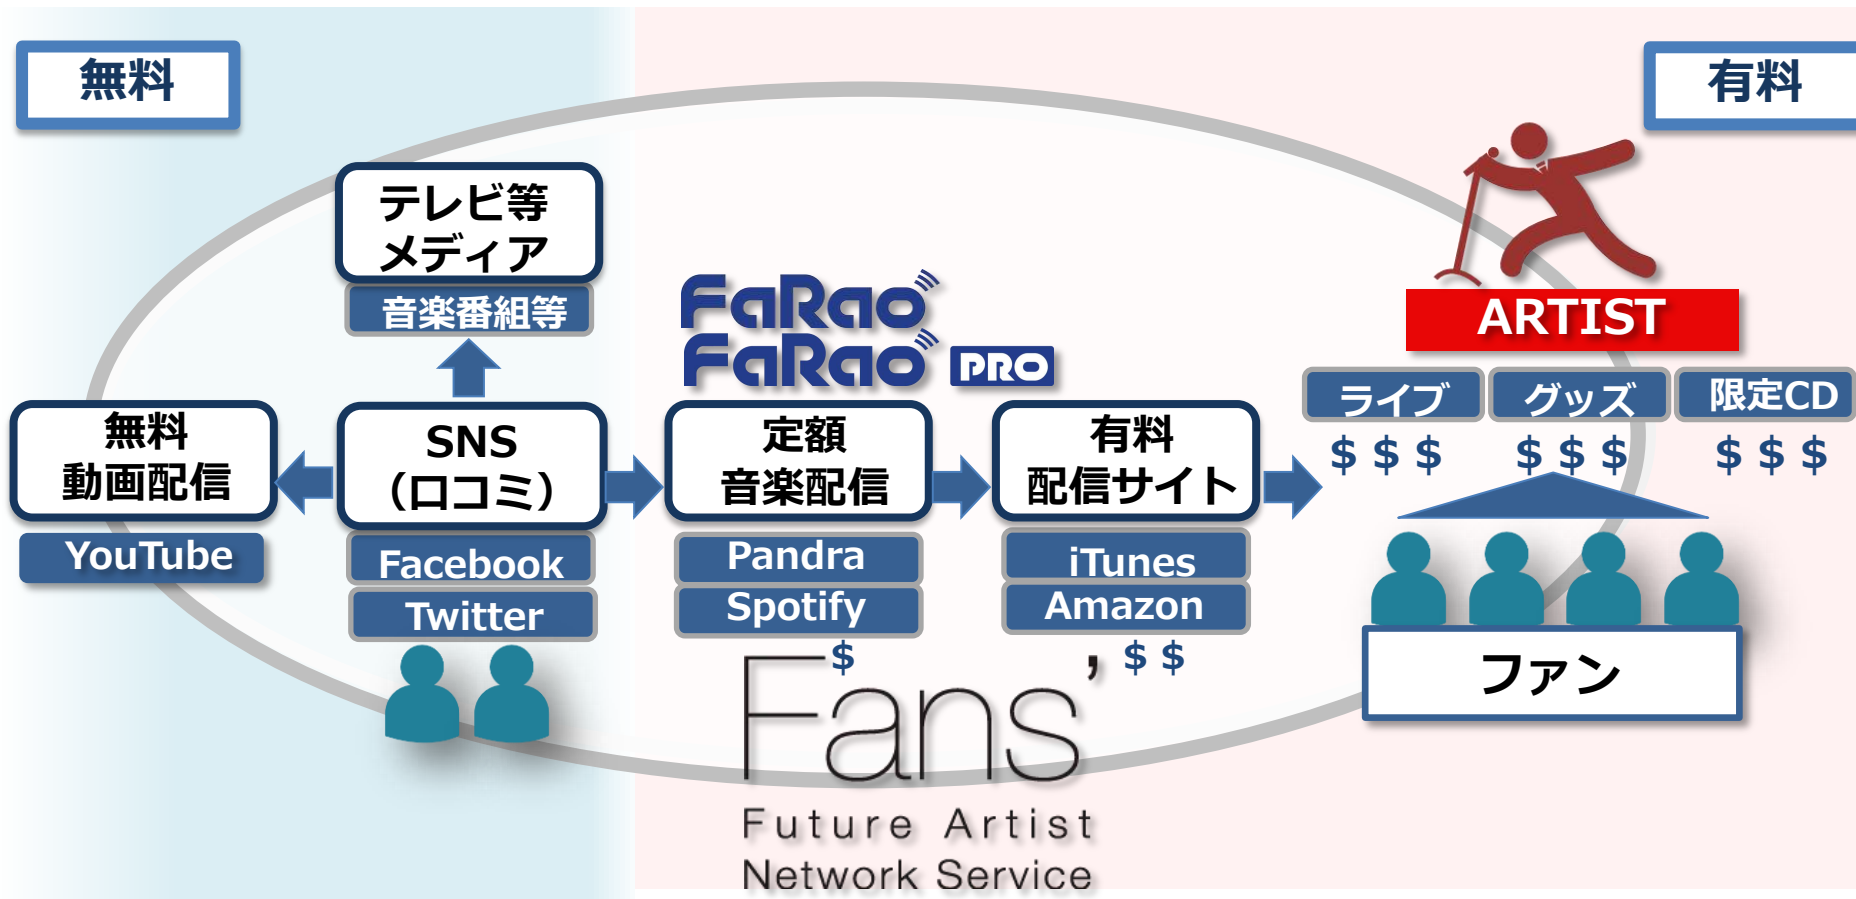 無料
有料
テレビ等
メディア
音楽番組等
FaRao
FaRao PRO
ARTIST
ライブ
グッズ
限定CD
$ $ $
$ $ $
$ $ $
無料
動画配信
YouTube
SNS
（口コミ）
Facebook
Twitter
定額
音楽配信
Pandra
Spotify
$
有料
配信サイト
iTunes
Amazon
$ $
ファン
Fans’
Future Artist
Network Service